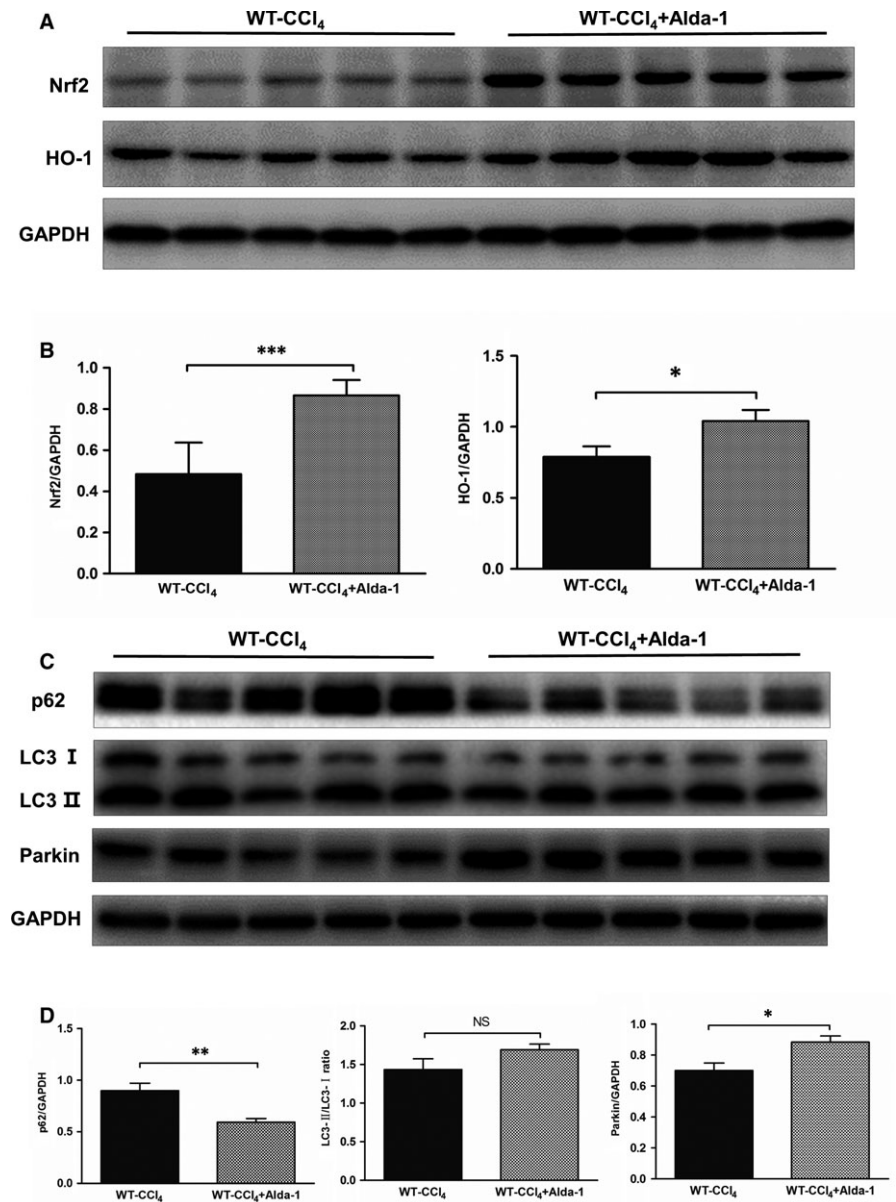 A
WT-CCl₄ WT-CCl₄+Alda-1
Nrf2
HO-1
GAPDH
B
***
1.0
0.8
0.6
0.4
0.2
0.0
Nrf2/GAPDH
WT-CCl₄ WT-CCl₄+Alda-1
*
1.5
1.0
0.5
0.0
HO-1/GAPDH
WT-CCl₄ WT-CCl₄+Alda-1
C
WT-CCl₄ WT-CCl₄+Alda-1
p62
LC3 Ⅰ
LC3 Ⅱ
Parkin
GAPDH
D
**
1.5
1.0
0.5
0.0
p62/GAPDH
WT-CCl₄ WT-CCl₄+Alda-1
NS
2.0
1.5
1.0
0.5
0.0
LC3-Ⅱ/LC3-Ⅰ ratio
WT-CCl₄ WT-CCl₄+Alda-1
*
1.0
0.8
0.6
0.4
0.2
0.0
Parkin/GAPDH
WT-CCl₄ WT-CCl₄+Alda-1